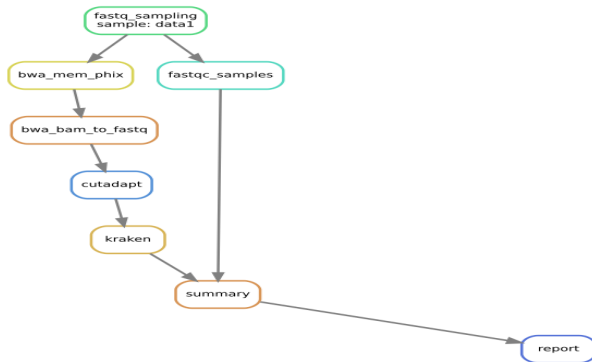 fastq_sampling
sample: data1
bwa_mem_phix
fastqc_samples
bwa_bam_to_fastq
cutadapt
kraken
summary
report